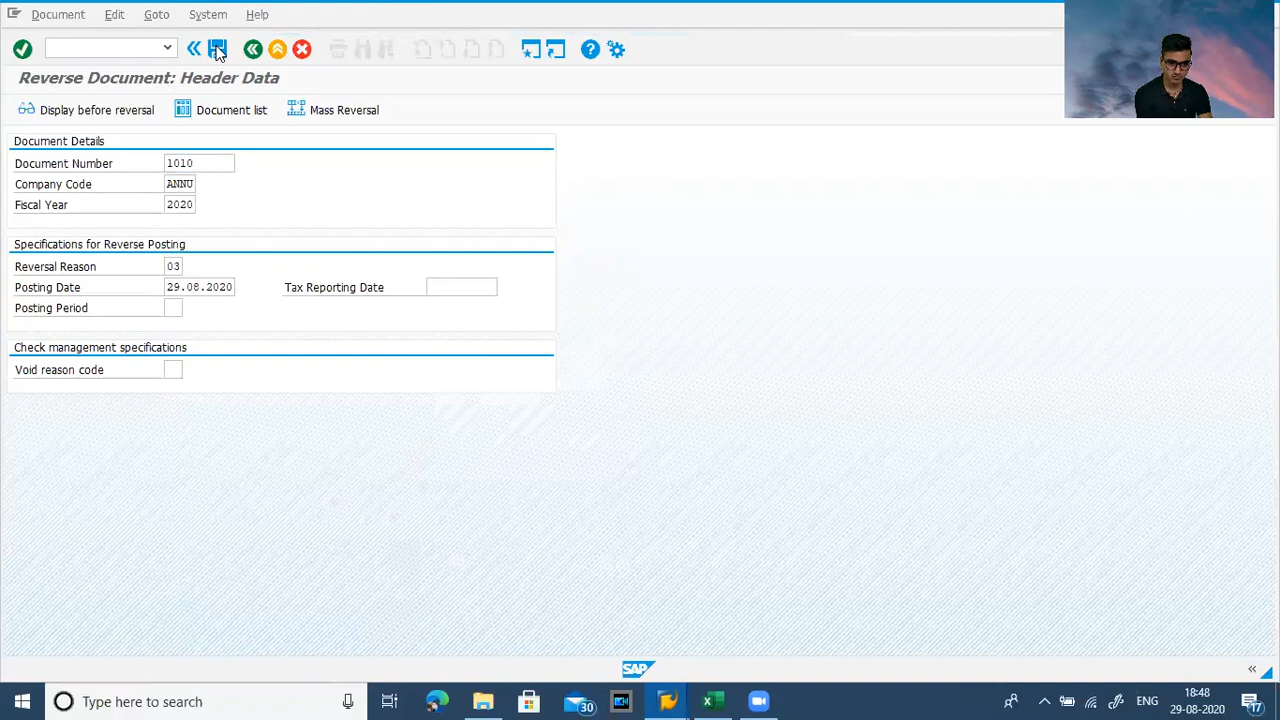 Document Edit Goto System Help
Reverse Document: Header Data
Display before reversal Document list Mass Reversal
Document Details
Document Number 1010
Company Code ANNU
Fiscal Year 2020
Specifications for Reverse Posting
Reversal Reason 03
Posting Date 29.08.2020 Tax Reporting Date
Posting Period
Check management specifications
Void reason code
SAP
Type here to search 30 ENG 18:48 29-08-2020 17